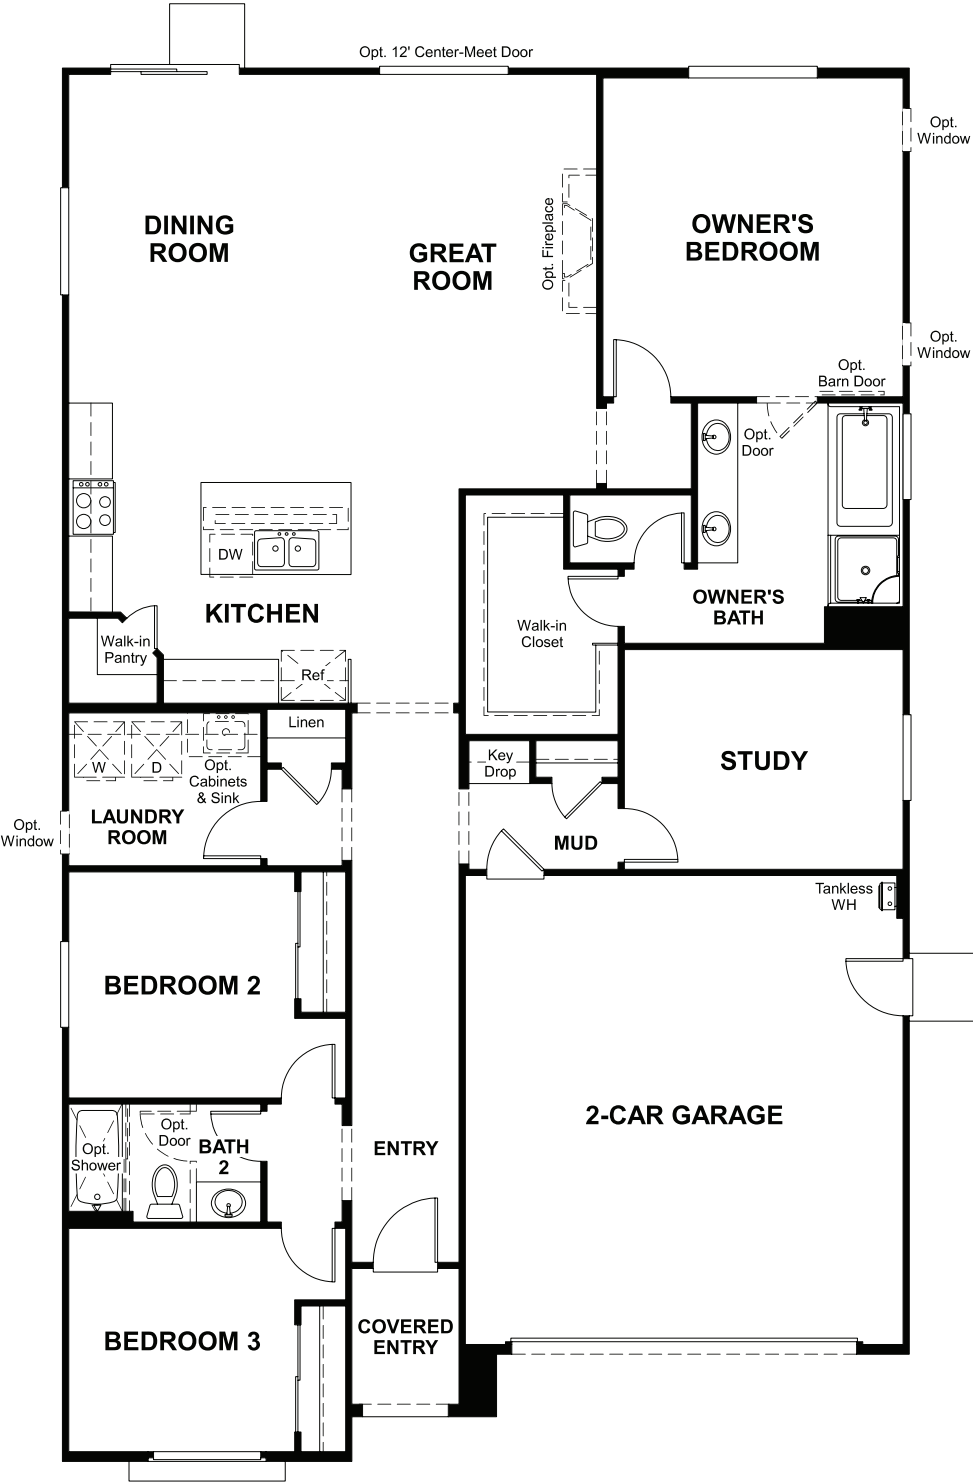 Opt. 12' Center-Meet Door
Opt.
Window
DINING
ROOM
GREAT
ROOM
Opt. Fireplace
OWNER'S
BEDROOM
Opt.
Window
Opt.
Barn Door
Opt.
Door
DW
KITCHEN
Walk-in
Pantry
Ref
Walk-in
Closet
OWNER'S
BATH
Linen
W
D
Opt.
Cabinets
& Sink
LAUNDRY
ROOM
Opt.
Window
Key
Drop
MUD
STUDY
Tankless
WH
BEDROOM 2
2-CAR GARAGE
Opt.
Shower
Opt.
Door
BATH
2
ENTRY
BEDROOM 3
COVERED
ENTRY